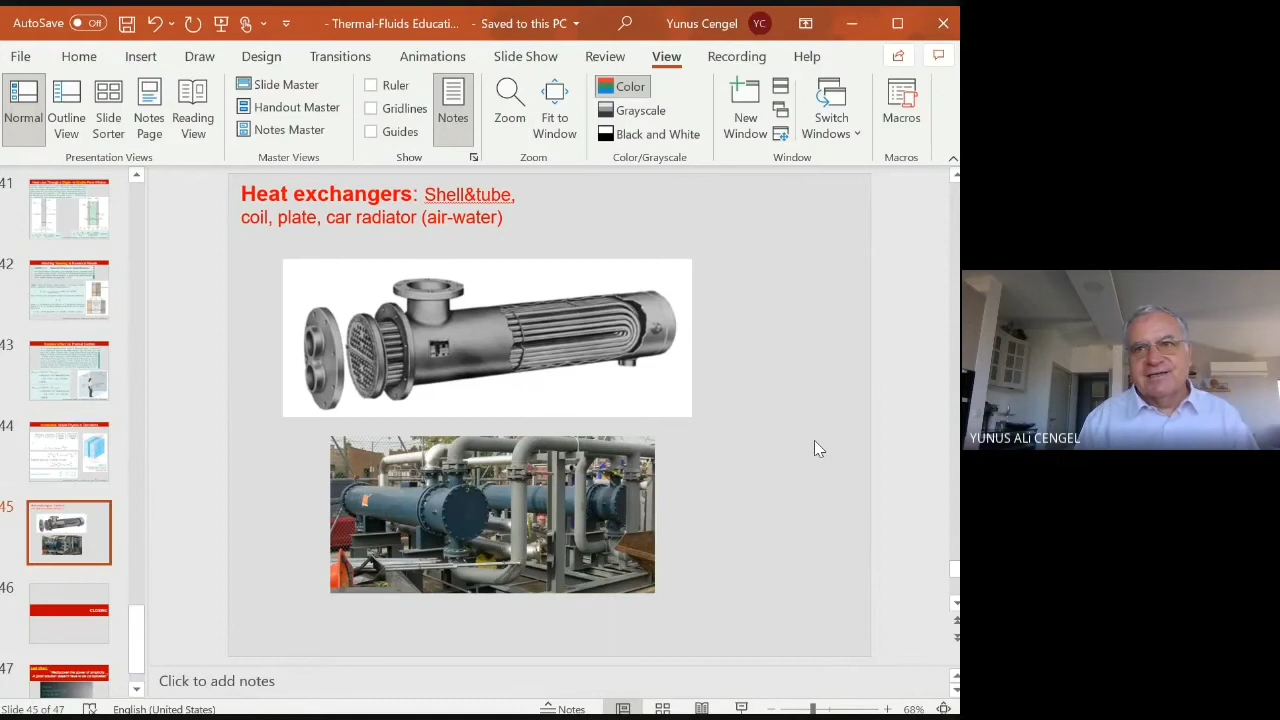 AutoSave Off - Thermal-Fluids Educati... - Saved to this PC Yunus Cengel YC
File Home Insert Draw Design Transitions Animations Slide Show Review View Recording Help
Normal
Outline View
Slide Sorter
Notes Page
Reading View
Presentation Views
Slide Master
Handout Master
Notes Master
Master Views
Ruler
Gridlines
Guides
Show
Notes
Zoom
Fit to Window
Zoom
Color
Grayscale
Black and White
Color/Grayscale
New Window
Switch Windows
Window
Macros
Macros
41
42
43
44
45
46
CLOSING
47
Heat exchangers: Shell&tube,
coil, plate, car radiator (air-water)
YUNUS ALİ CENGEL
Click to add notes
Slide 45 of 47 English (United States) Notes 68%